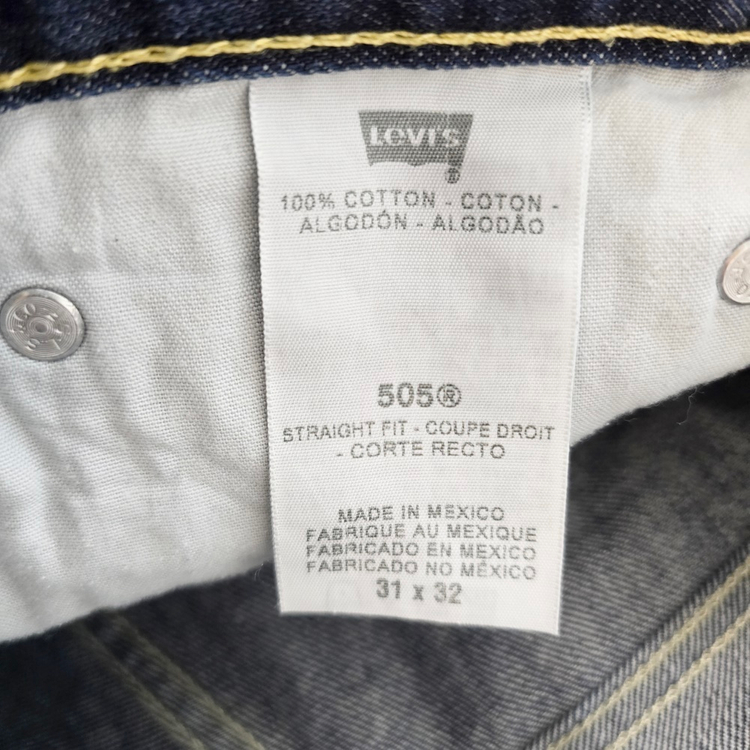 Levi's
®
100% COTTON - COTON -
ALGODÓN - ALGODÃO
505®
STRAIGHT FIT - COUPE DROIT
- CORTE RECTO
MADE IN MEXICO
FABRIQUE AU MEXIQUE
FABRICADO EN MEXICO
FABRICADO NO MÉXICO
31 x 32